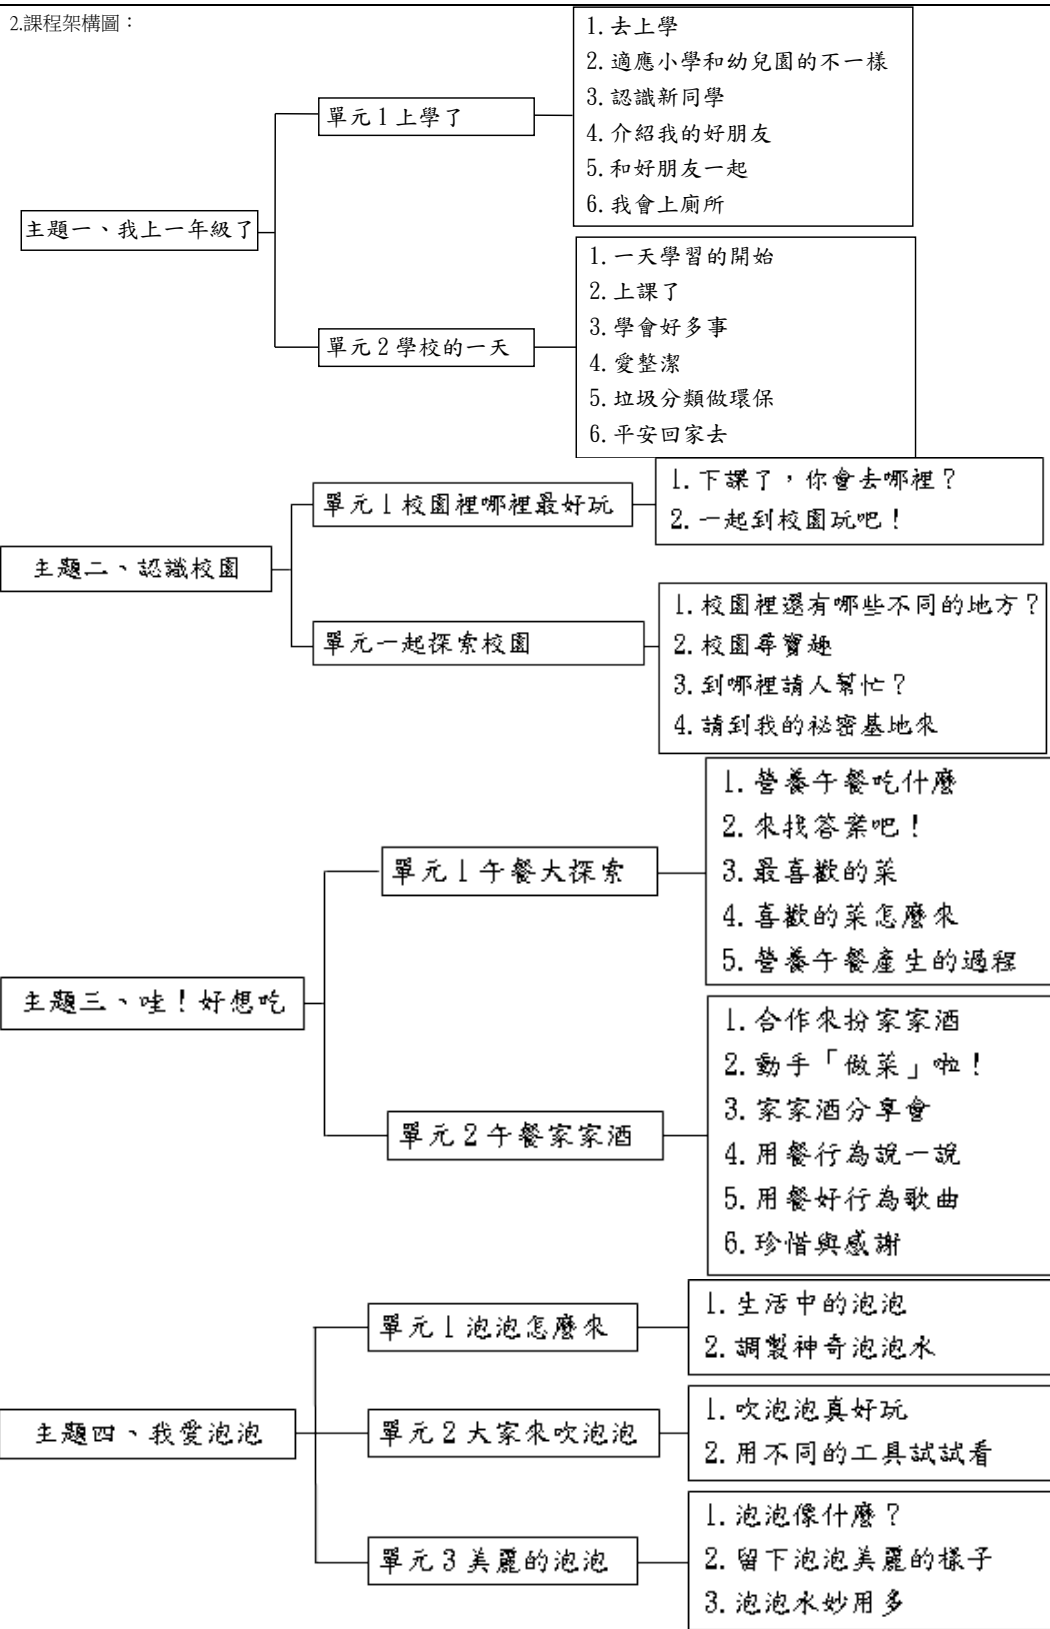 2.課程架構圖：
主題一、我上一年級了
單元1上學了
1.去上學
2.適應小學和幼兒園的不一樣
3.認識新同學
4.介紹我的好朋友
5.和好朋友一起
6.我會上廁所
單元2學校的一天
1.一天學習的開始
2.上課了
3.學會好多事
4.愛整潔
5.垃圾分類做環保
6.平安回家去
主題二、認識校園
單元1校園裡哪裡最好玩
1.下課了，你會去哪裡？
2.一起到校園玩吧！
單元一起探索校園
1.校園裡還有哪些不同的地方？
2.校園尋寶趣
3.到哪裡請人幫忙？
4.請到我的祕密基地來
主題三、哇！好想吃
單元1午餐大探索
1.營養午餐吃什麼
2.來找答案吧！
3.最喜歡的菜
4.喜歡的菜怎麼來
5.營養午餐產生的過程
單元2午餐家家酒
1.合作來扮家家酒
2.動手「做菜」啦！
3.家家酒分享會
4.用餐行為說一說
5.用餐好行為歌曲
6.珍惜與感謝
主題四、我愛泡泡
單元1泡泡怎麼來
1.生活中的泡泡
2.調製神奇泡泡水
單元2大家來吹泡泡
1.吹泡泡真好玩
2.用不同的工具試試看
單元3美麗的泡泡
1.泡泡像什麼？
2.留下泡泡美麗的樣子
3.泡泡水妙用多